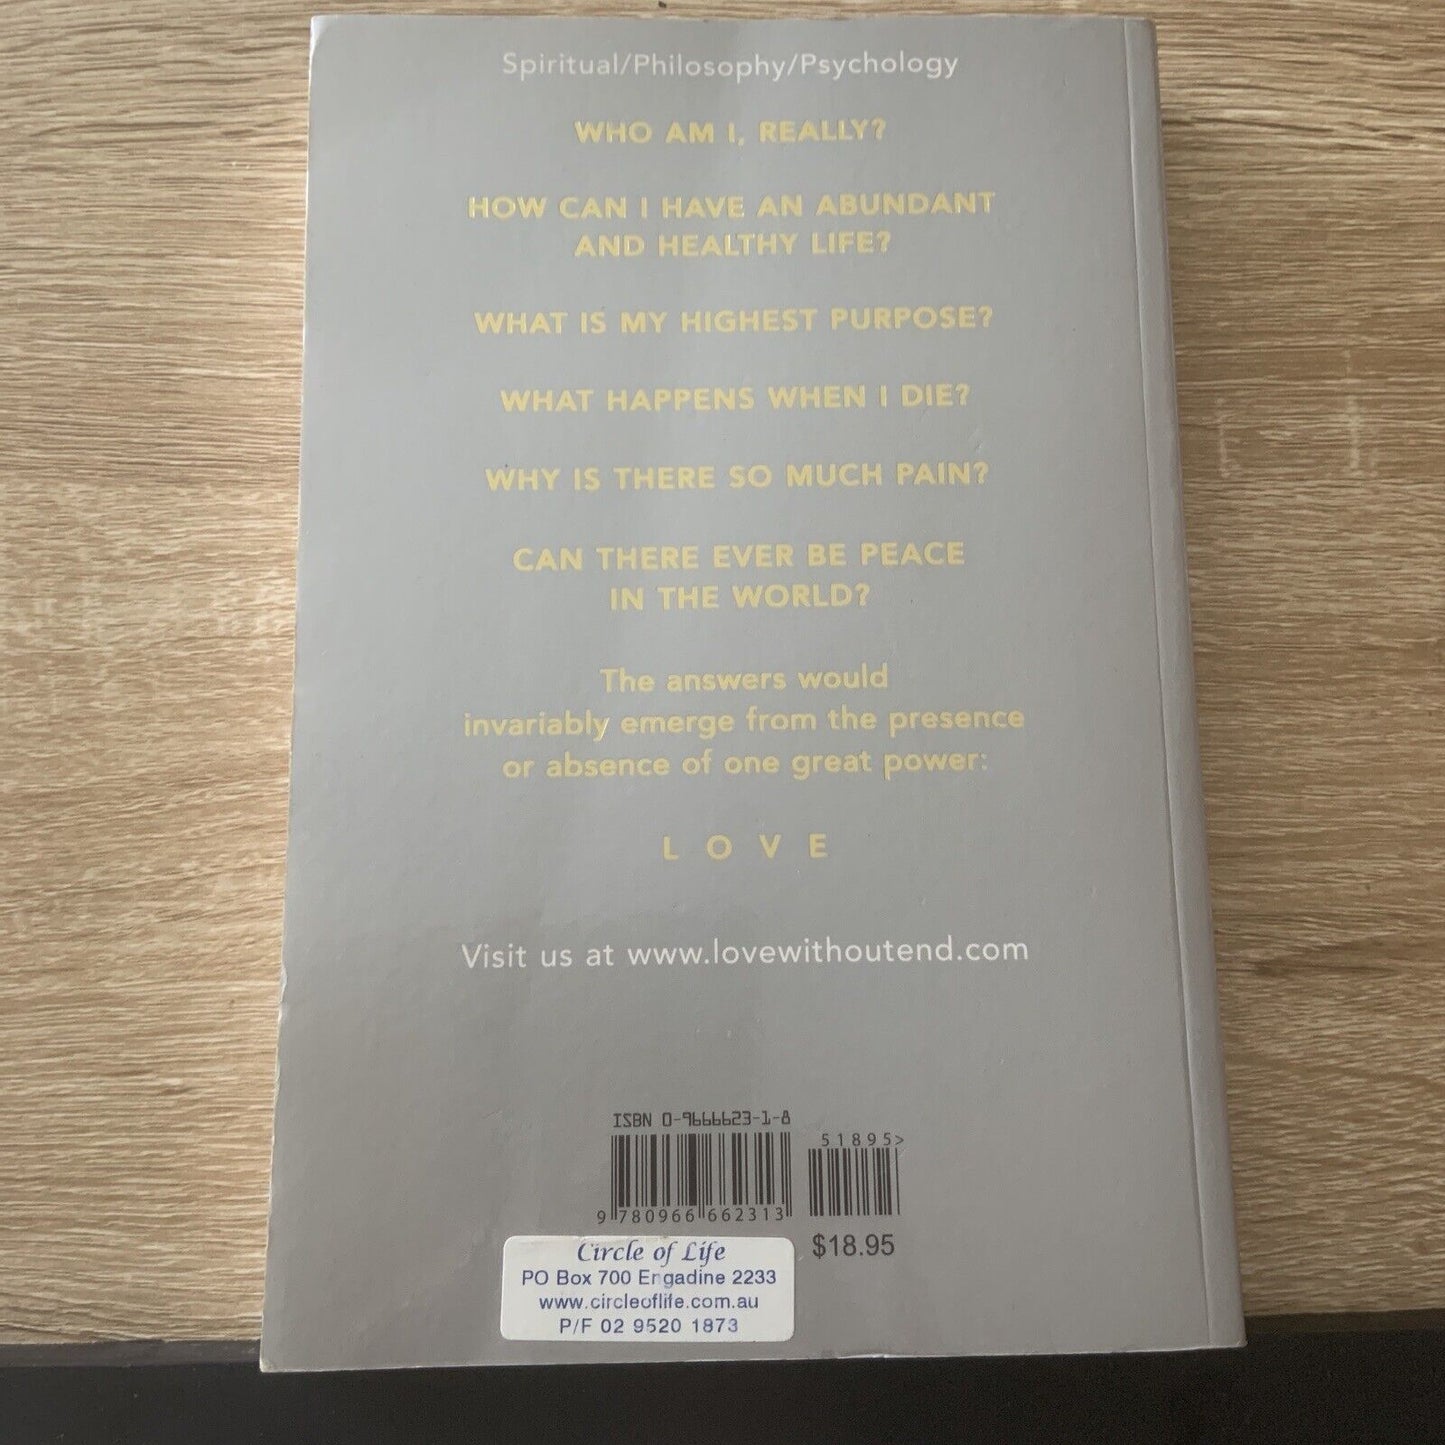 Spiritual/Philosophy/Psychology
WHO AM I, REALLY?
HOW CAN I HAVE AN ABUNDANT
AND HEALTHY LIFE?
WHAT IS MY HIGHEST PURPOSE?
WHAT HAPPENS WHEN I DIE?
WHY IS THERE SO MUCH PAIN?
CAN THERE EVER BE PEACE
IN THE WORLD?
The answers would
invariably emerge from the presence
or absence of one great power:
L O V E
Visit us at www.lovewithoutend.com
ISBN 0-9666623-1-8
51895>
9 780966 662313
$18.95
Circle of Life
PO Box 700 Engadine 2233
www.circleoflife.com.au
P/F 02 9520 1873